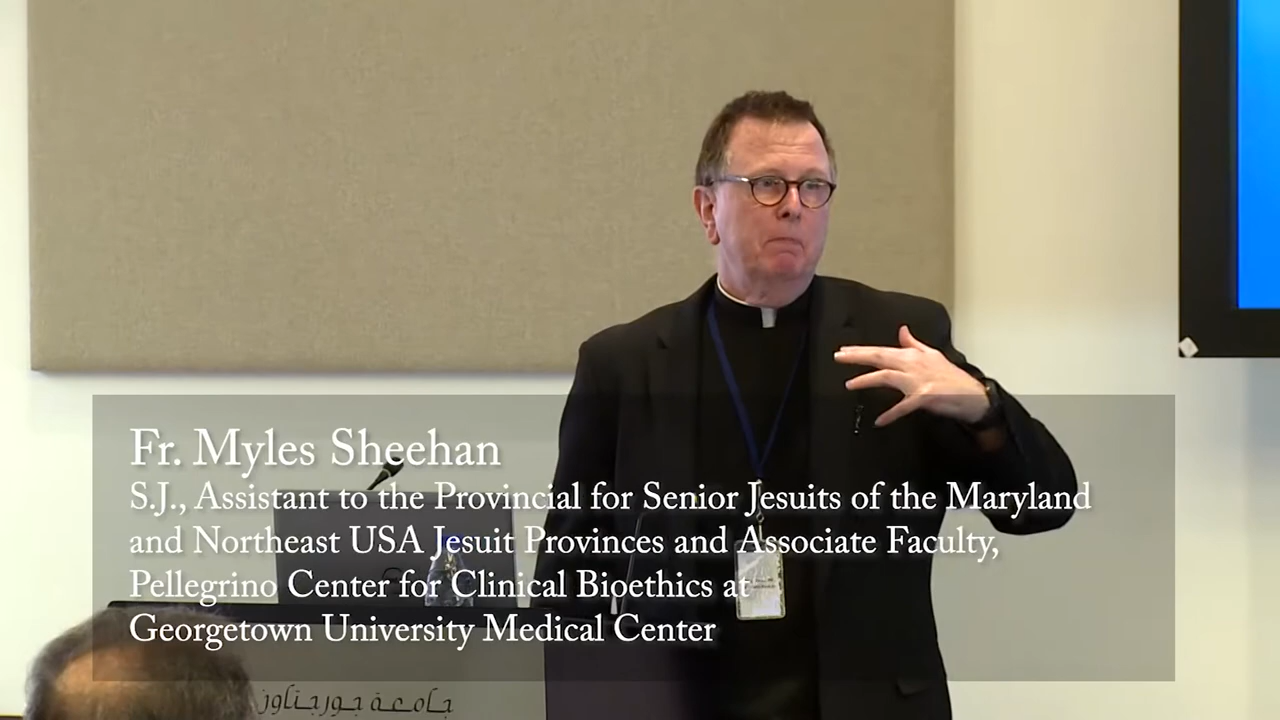 Fr. Myles Sheehan
S.J., Assistant to the Provincial for Senior Jesuits of the Maryland
and Northeast USA Jesuit Provinces and Associate Faculty,
Pellegrino Center for Clinical Bioethics at
Georgetown University Medical Center
جامعة جورجتاون